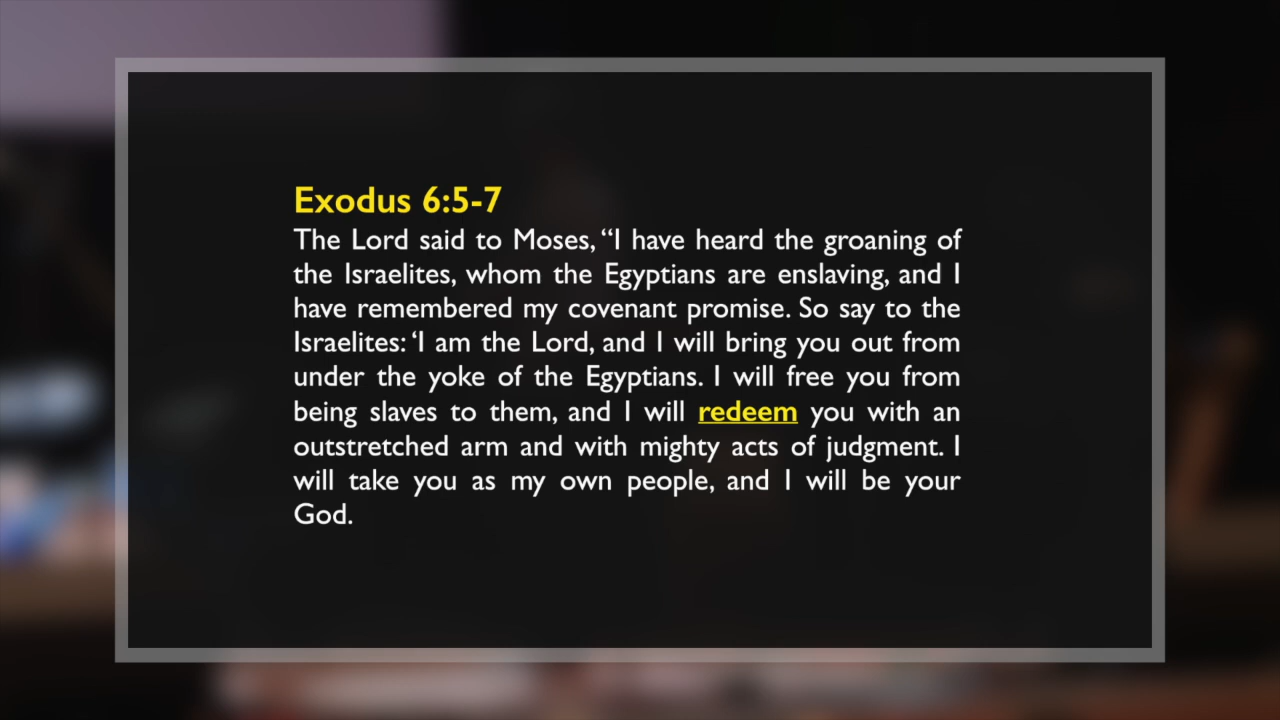 Exodus 6:5-7
The Lord said to Moses, “I have heard the groaning of
the Israelites, whom the Egyptians are enslaving, and I
have remembered my covenant promise. So say to the
Israelites: ‘I am the Lord, and I will bring you out from
under the yoke of the Egyptians. I will free you from
being slaves to them, and I will redeem you with an
outstretched arm and with mighty acts of judgment. I
will take you as my own people, and I will be your
God.